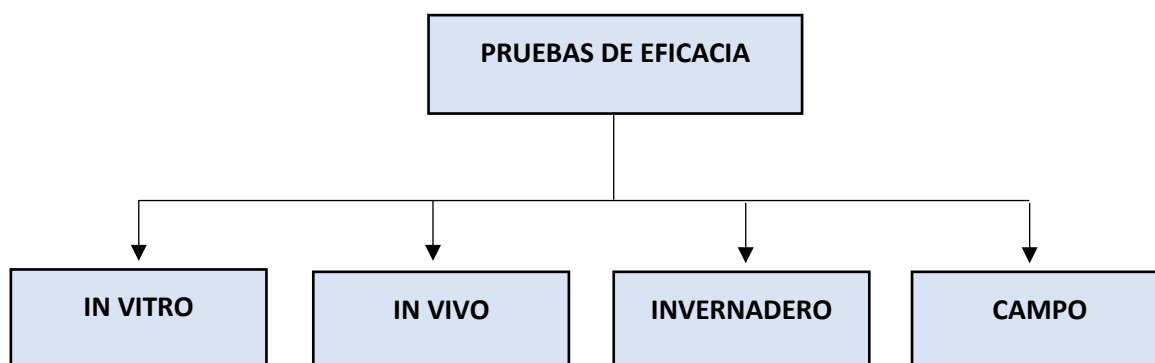 PRUEBAS DE EFICACIA
IN VITRO
IN VIVO
INVERNADERO
CAMPO